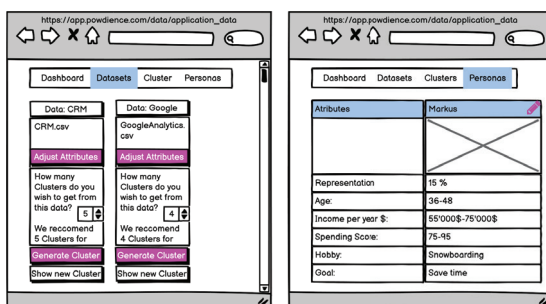 https://app.powdience.com/data/application_data
Dashboard Datasets Cluster Personas
Data: CRM
CRM.csv
Adjust Attributes
How many
Clusters do you
wish to get from
this data?
5
We reccomend
5 Clusters for
Generate Cluster
Show new Cluster
Data: Google
GoogleAnalytics.
csv
Adjust Attributes
How many
Clusters do you
wish to get from
this data?
4
We reccomend
4 Clusters for
Generate Cluster
Show new Cluster
https://app.powdience.com/data/application_data
Dashboard Datasets Clusters Personas
Atributes Markus
Representation 15 %
Age: 36-48
Income per year $: 55'000$-75'000$
Spending Score: 75-95
Hobby: Snowboarding
Goal: Save time